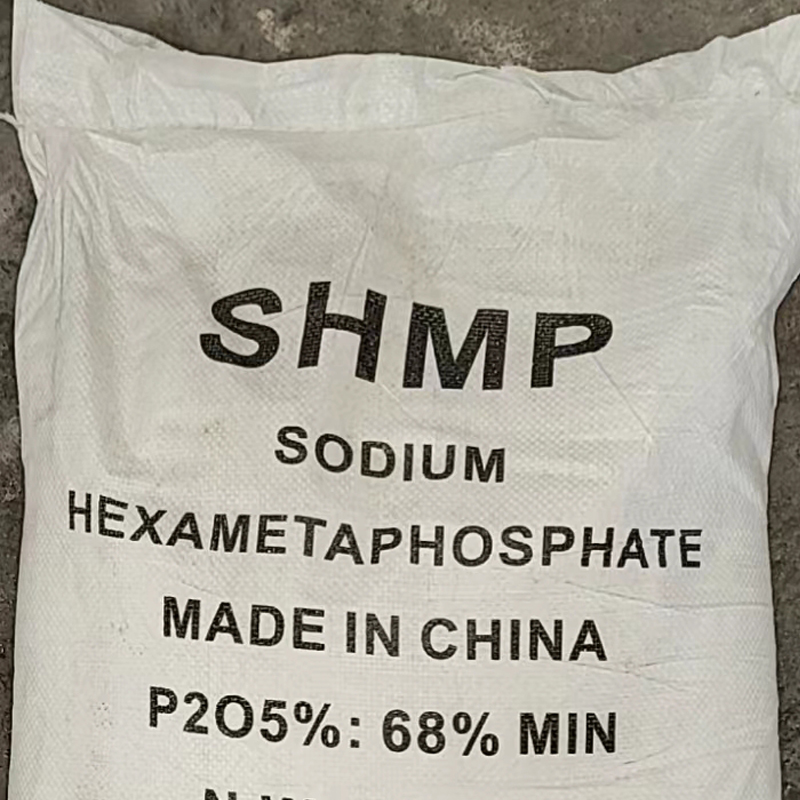 SHMP
SODIUM
HEXAMETAPHOSPHATE
MADE IN CHINA
P2O5%: 68% MIN